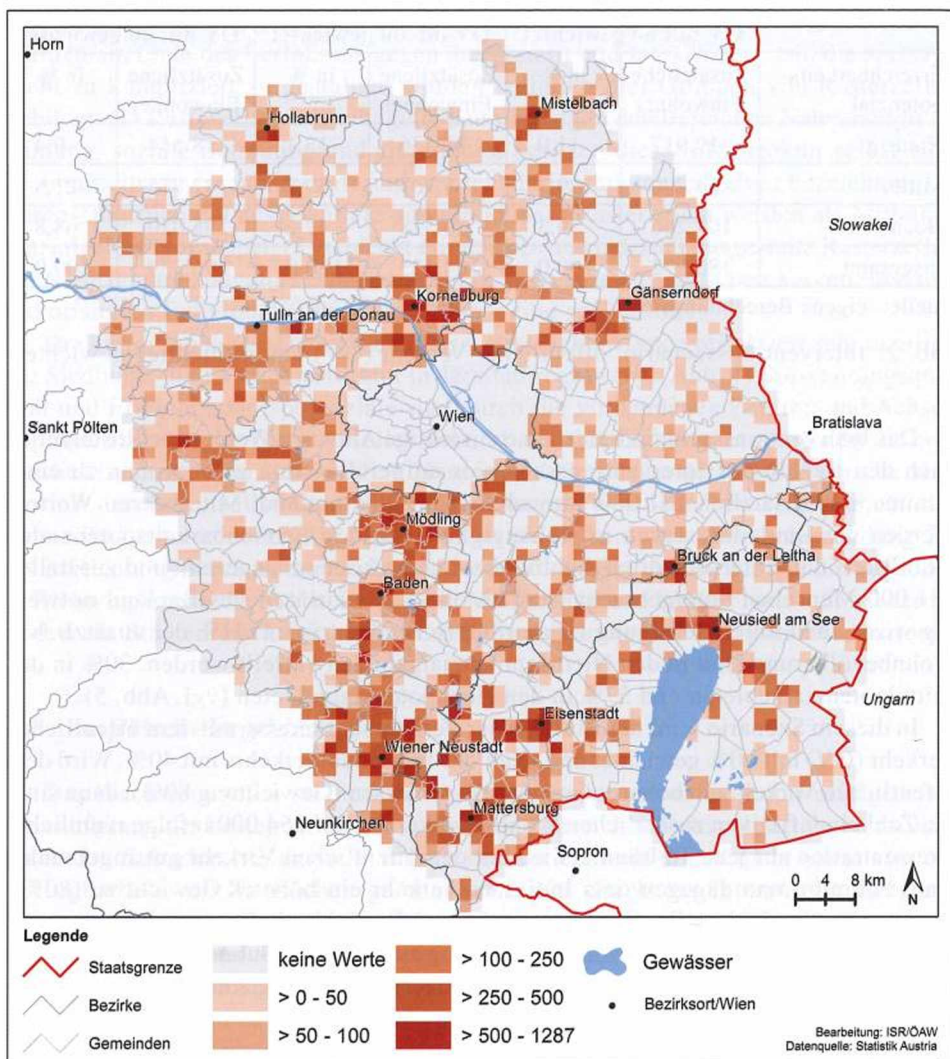 Horn
Hollabrunn
Mistelbach
Slowakei
Korneuburg
Gänserndorf
Tulln an der Donau
Wien
Sankt Pölten
Bratislava
Mödling
Bruck an der Leitha
Baden
Neusiedl am See
Ungarn
Eisenstadt
Wiener Neustadt
Mattersburg
Neunkirchen
Sopron
0 4 8 km
N
Legende
Staatsgrenze
Bezirke
Gemeinden
keine Werte
> 0 - 50
> 50 - 100
> 100 - 250
> 250 - 500
> 500 - 1287
Gewässer
Bezirksort/Wien
Bearbeitung: ISR/ÖAW
Datenquelle: Statistik Austria